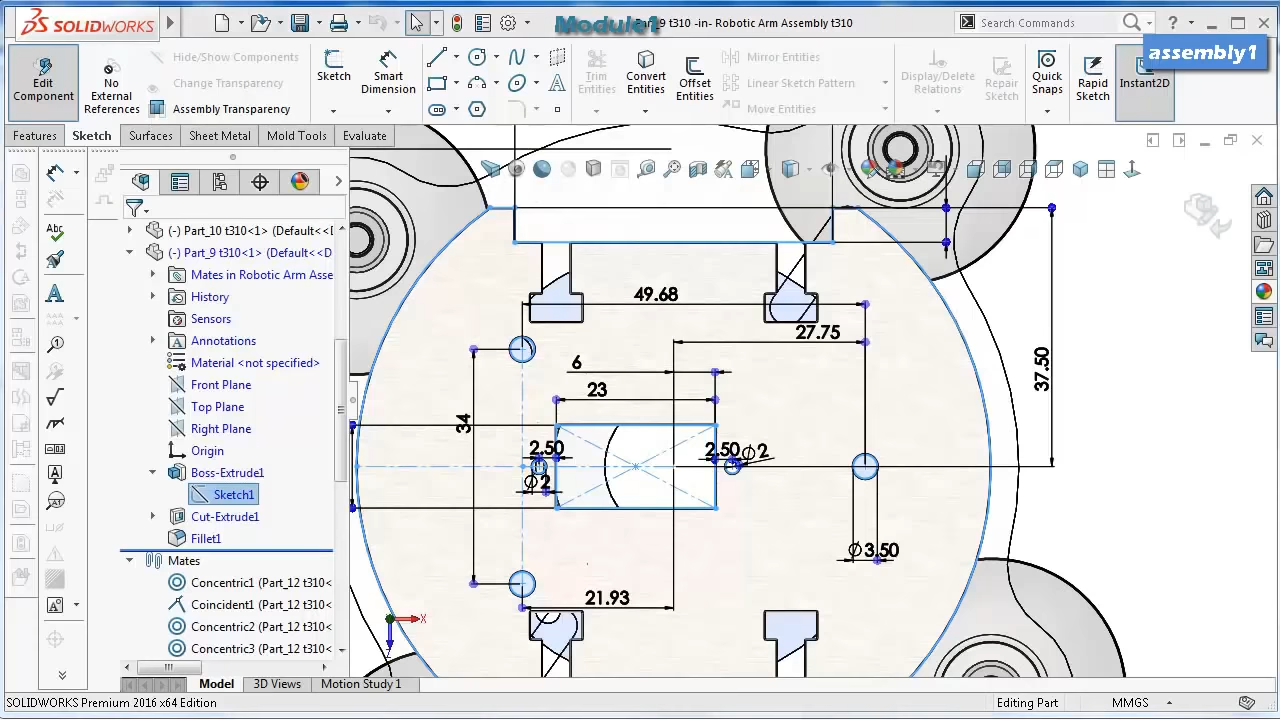 SOLIDWORKS
Module1
t310 -in- Robotic Arm Assembly t310
Search Commands
assembly1
Edit Component
No External References
Hide/Show Components
Change Transparency
Assembly Transparency
Sketch
Smart Dimension
Trim Entities
Convert Entities
Offset Entities
Mirror Entities
Linear Sketch Pattern
Move Entities
Display/Delete Relations
Repair Sketch
Quick Snaps
Rapid Sketch
Instant2D
Features
Sketch
Surfaces
Sheet Metal
Mold Tools
Evaluate
(-) Part_10 t310<1> (Default<<D
(-) Part_9 t310<1> (Default<<De
Mates in Robotic Arm Asse
History
Sensors
Annotations
Material <not specified>
Front Plane
Top Plane
Right Plane
Origin
Boss-Extrude1
Sketch1
Cut-Extrude1
Fillet1
Mates
Concentric1 (Part_12 t310<
Coincident1 (Part_12 t310<
Concentric2 (Part_12 t310<
Concentric3 (Part_12 t310<
49.68
27.75
6
23
37.50
34
2.50
2.50
∅2
∅2
∅3.50
21.93
X
Model
3D Views
Motion Study 1
SOLIDWORKS Premium 2016 x64 Edition
Editing Part
MMGS